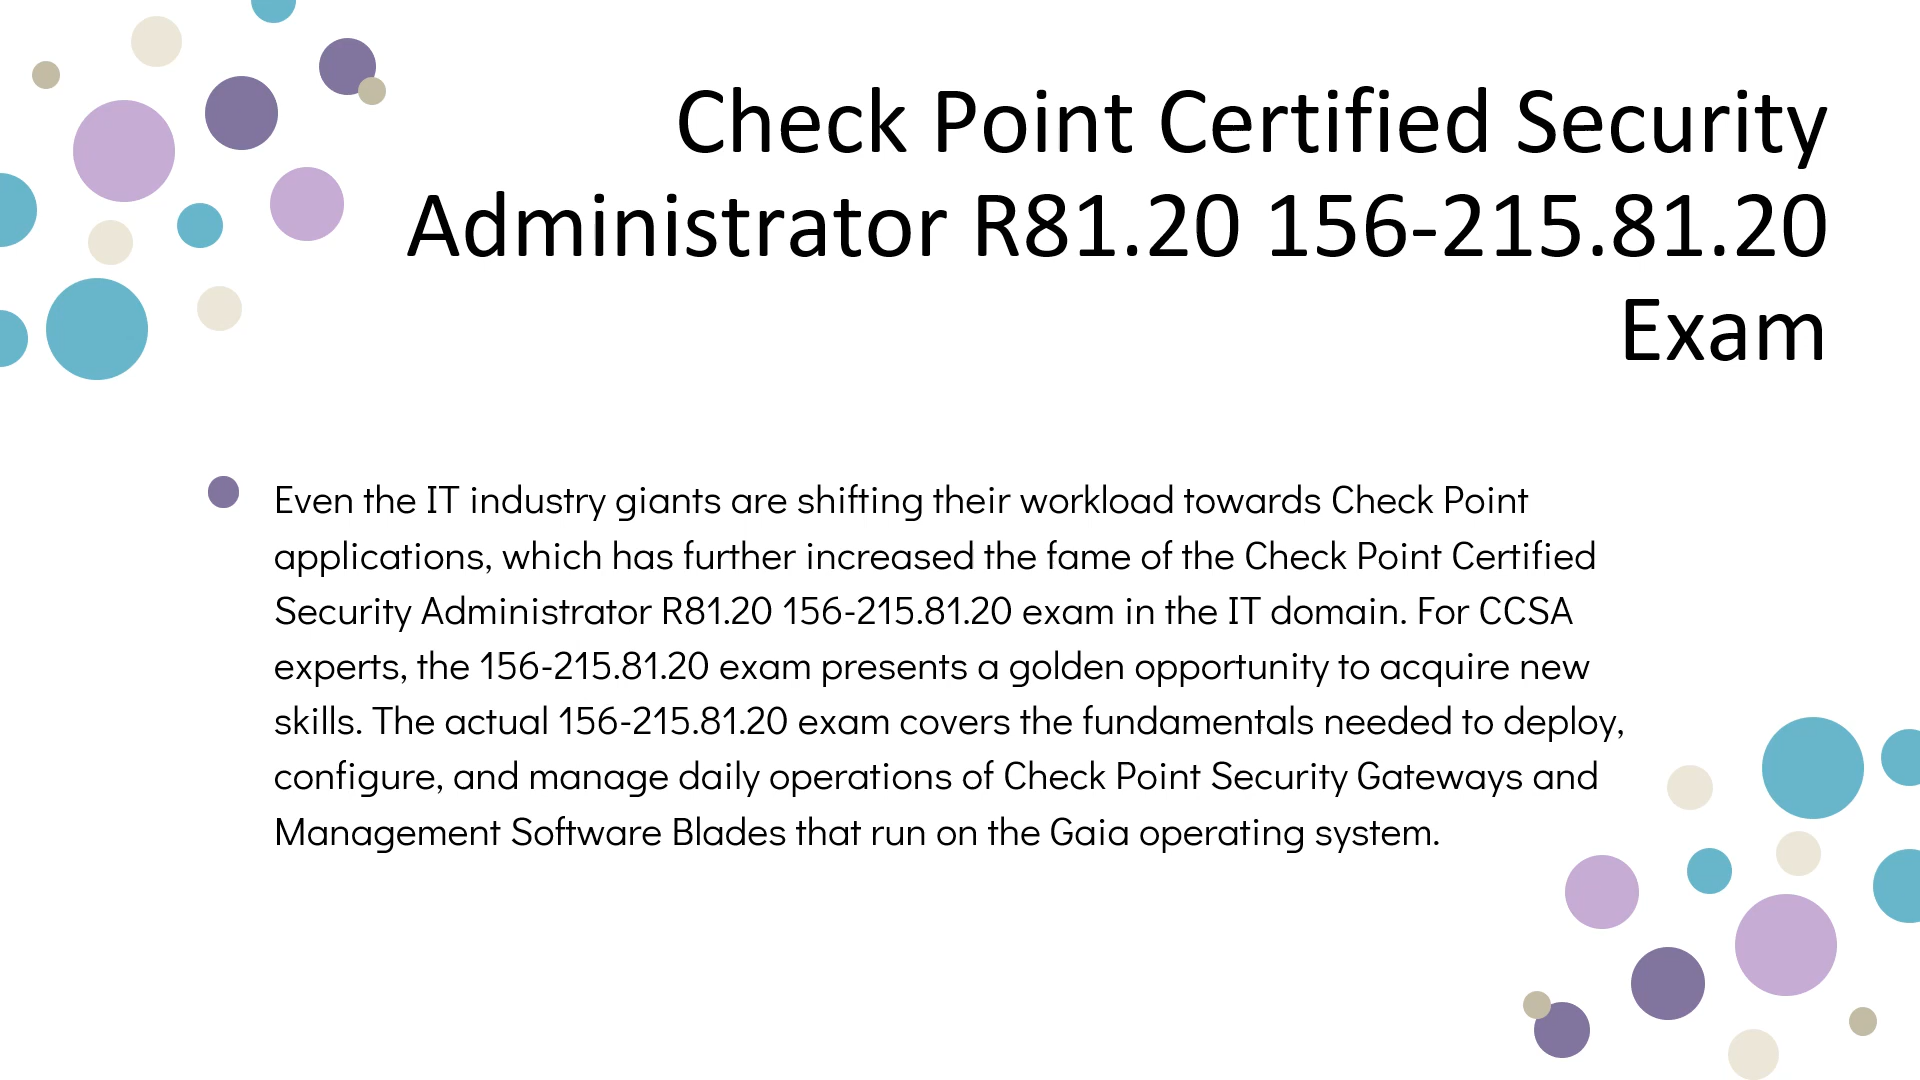 Check Point Certified Security
Administrator R81.20 156-215.81.20
Exam
Even the IT industry giants are shifting their workload towards Check Point
applications, which has further increased the fame of the Check Point Certified
Security Administrator R81.20 156-215.81.20 exam in the IT domain. For CCSA
experts, the 156-215.81.20 exam presents a golden opportunity to acquire new
skills. The actual 156-215.81.20 exam covers the fundamentals needed to deploy,
configure, and manage daily operations of Check Point Security Gateways and
Management Software Blades that run on the Gaia operating system.